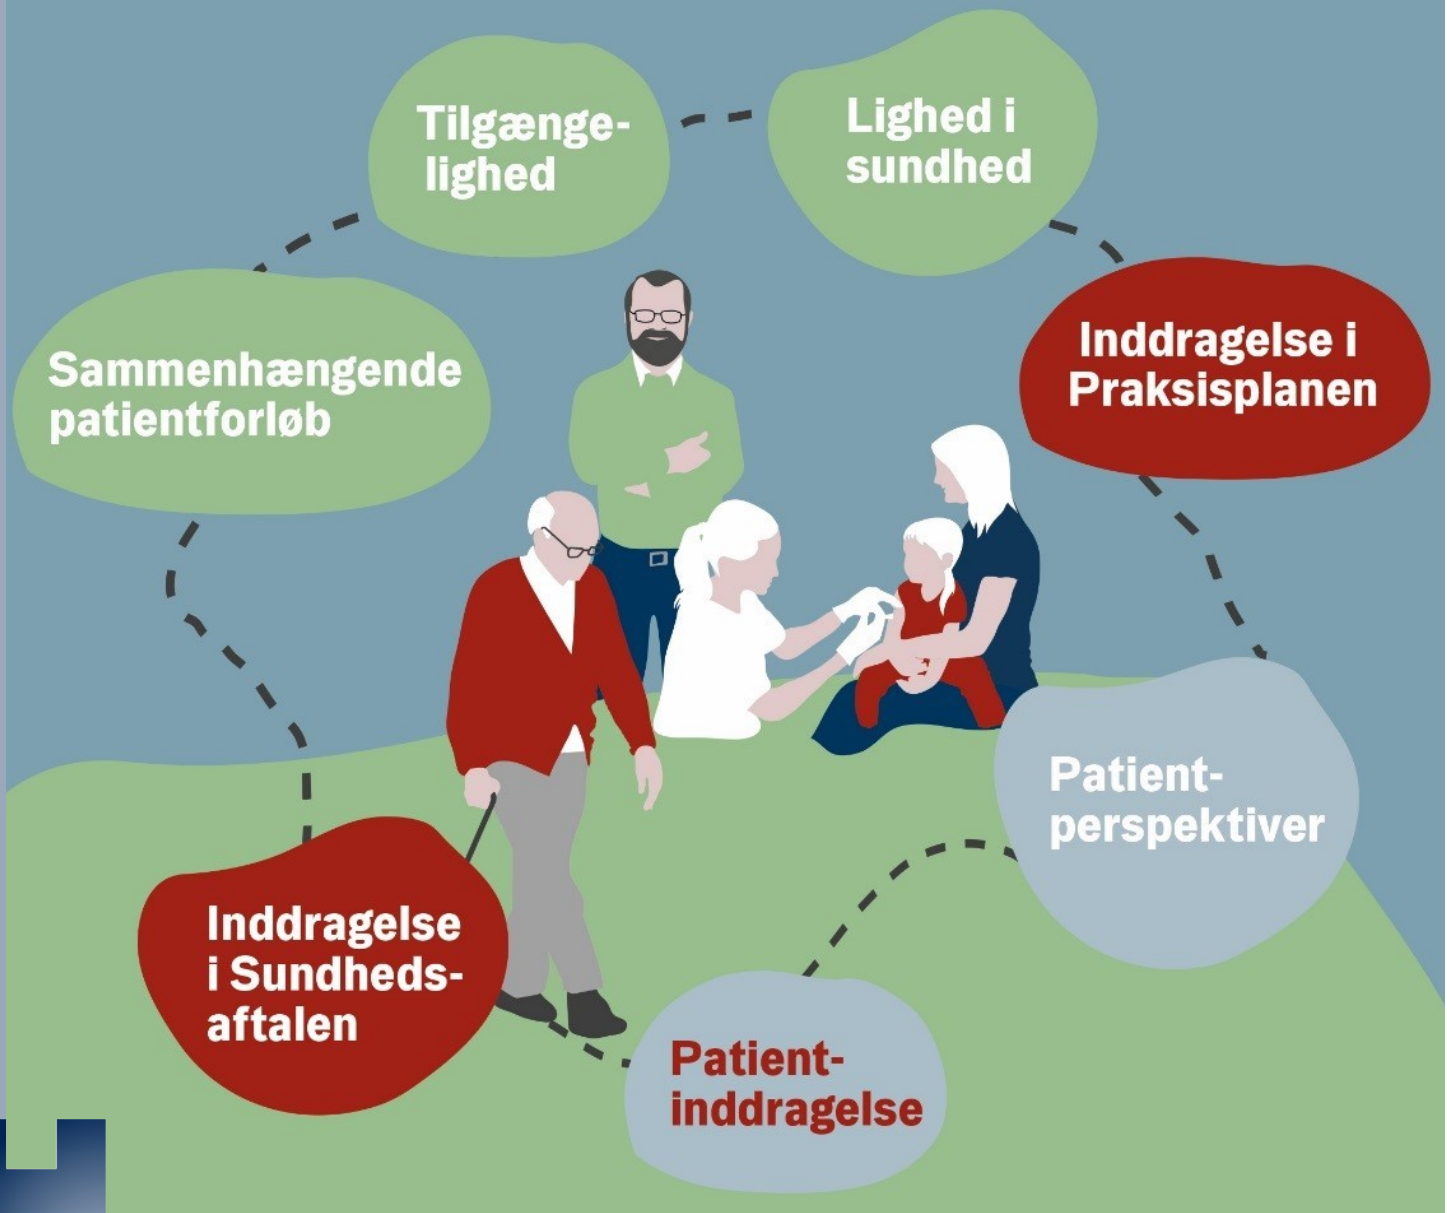 Tilgænge-
lighed
Lighed i
sundhed
Sammenhængende
patientforløb
Inddragelse i
Praksisplanen
Patient-
perspektiver
Inddragelse
i Sundheds-
aftalen
Patient-
inddragelse